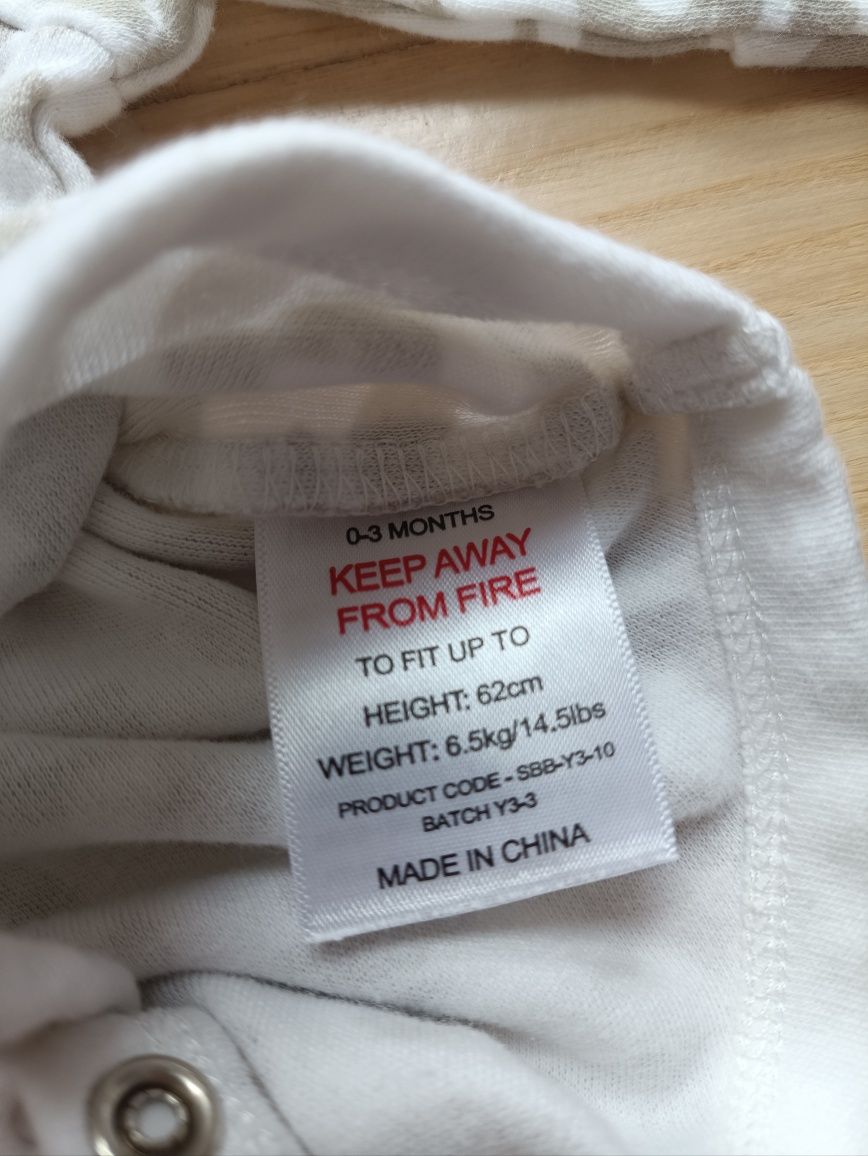 0-3 MONTHS
KEEP AWAY
FROM FIRE
TO FIT UP TO
HEIGHT: 62cm
WEIGHT: 6.5kg/14.5lbs
PRODUCT CODE - SBB-Y3-10
BATCH Y3-3
MADE IN CHINA